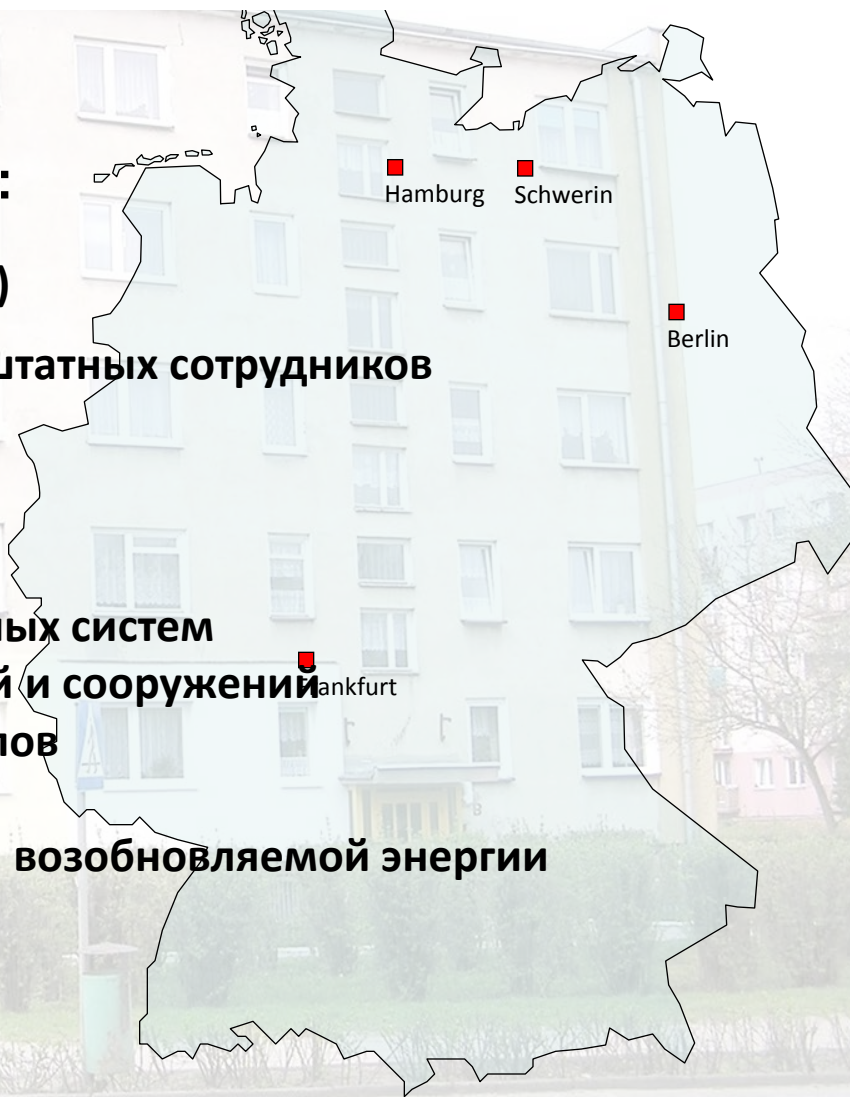 :
Hamburg Schwerin
)
Berlin
штатных сотрудников
ных систем
й и сооружений
ankfurt
лов
возобновляемой энергии